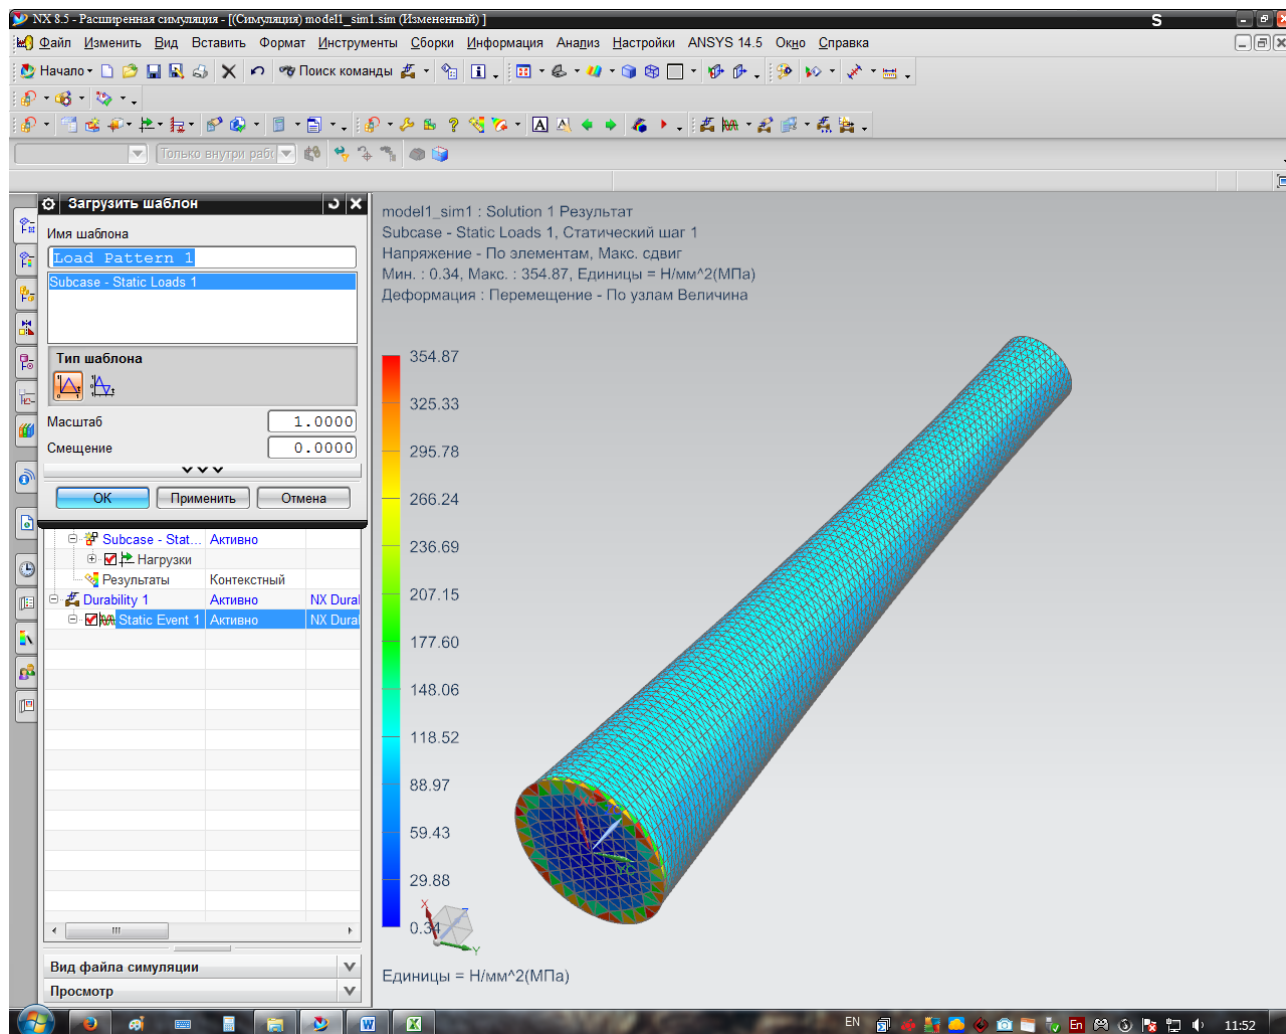 NX 8.5 - Расширенная симуляция - [(Симуляция) model1_sim1.sim (Измененный) ]
S
Файл Изменить Вид Вставить Формат Инструменты Сборки Информация Анализ Настройки ANSYS 14.5 Окно Справка
Начало Поиск команды
Только внутри рабо
Загрузить шаблон
Имя шаблона
Load Pattern 1
Subcase - Static Loads 1
Тип шаблона
Масштаб 1.0000
Смещение 0.0000
OK Применить Отмена
Subcase - Stat... Активно
Нагрузки
Результаты Контекстный
Durability 1 Активно NX Dural
Static Event 1 Активно NX Dural
Вид файла симуляции
Просмотр
model1_sim1 : Solution 1 Результат
Subcase - Static Loads 1, Статический шаг 1
Напряжение - По элементам, Макс. сдвиг
Мин. : 0.34, Макс. : 354.87, Единицы = Н/мм^2(МПа)
Деформация : Перемещение - По узлам Величина
354.87
325.33
295.78
266.24
236.69
207.15
177.60
148.06
118.52
88.97
59.43
29.88
0.34
X
Z
Y
YC
Единицы = Н/мм^2(МПа)
EN
En
11:52